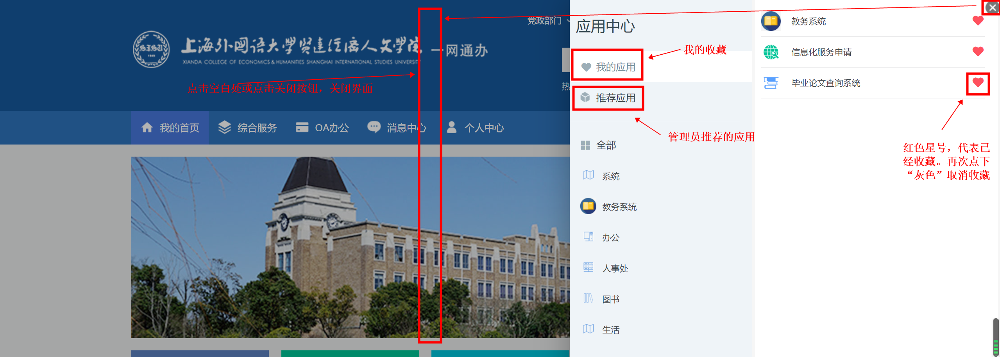 党政部门
上海外国语大学贤达经济人文学院
一网通办
XIANDA COLLEGE OF ECONOMICS & HUMANITIES SHANGHAI INTERNATIONAL STUDIES UNIVERSITY
SISU
1949
点击空白处或点击关闭按钮，关闭界面
热
我的首页
综合服务
OA办公
消息中心
个人中心
应用中心
我的应用
我的收藏
推荐应用
管理员推荐的应用
全部
系统
教务系统
办公
人事处
图书
生活
教务系统
信息化服务申请
毕业论文查询系统
红色星号，代表已
经收藏。再次点下
“灰色”取消收藏